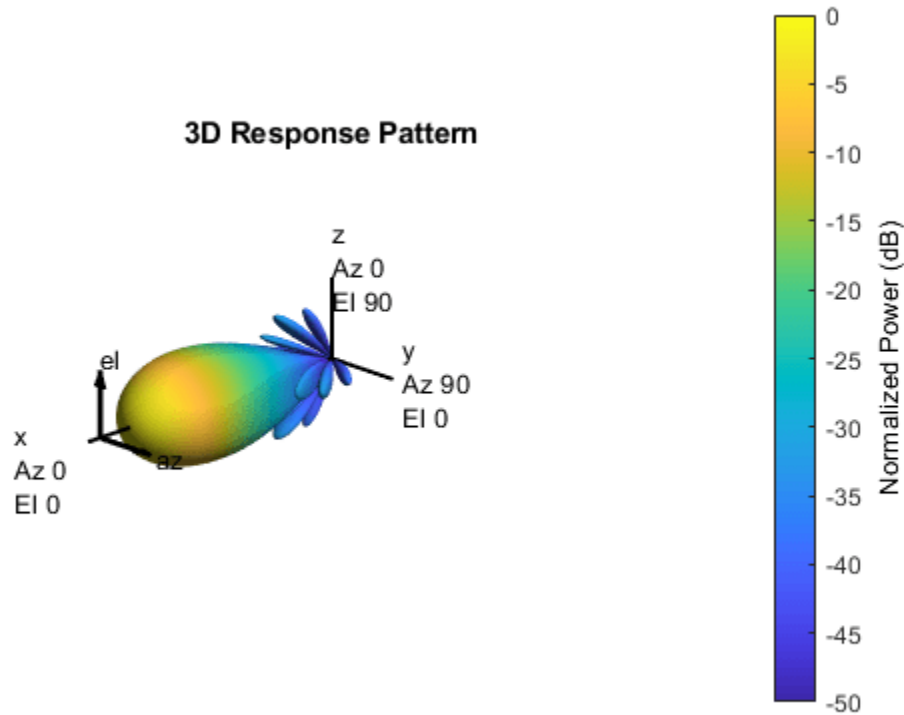 3D Response Pattern
z
Az 0
El 90
y
Az 90
El 0
el
az
x
Az 0
El 0
0
-5
-10
-15
-20
-25
-30
-35
-40
-45
-50
Normalized Power (dB)